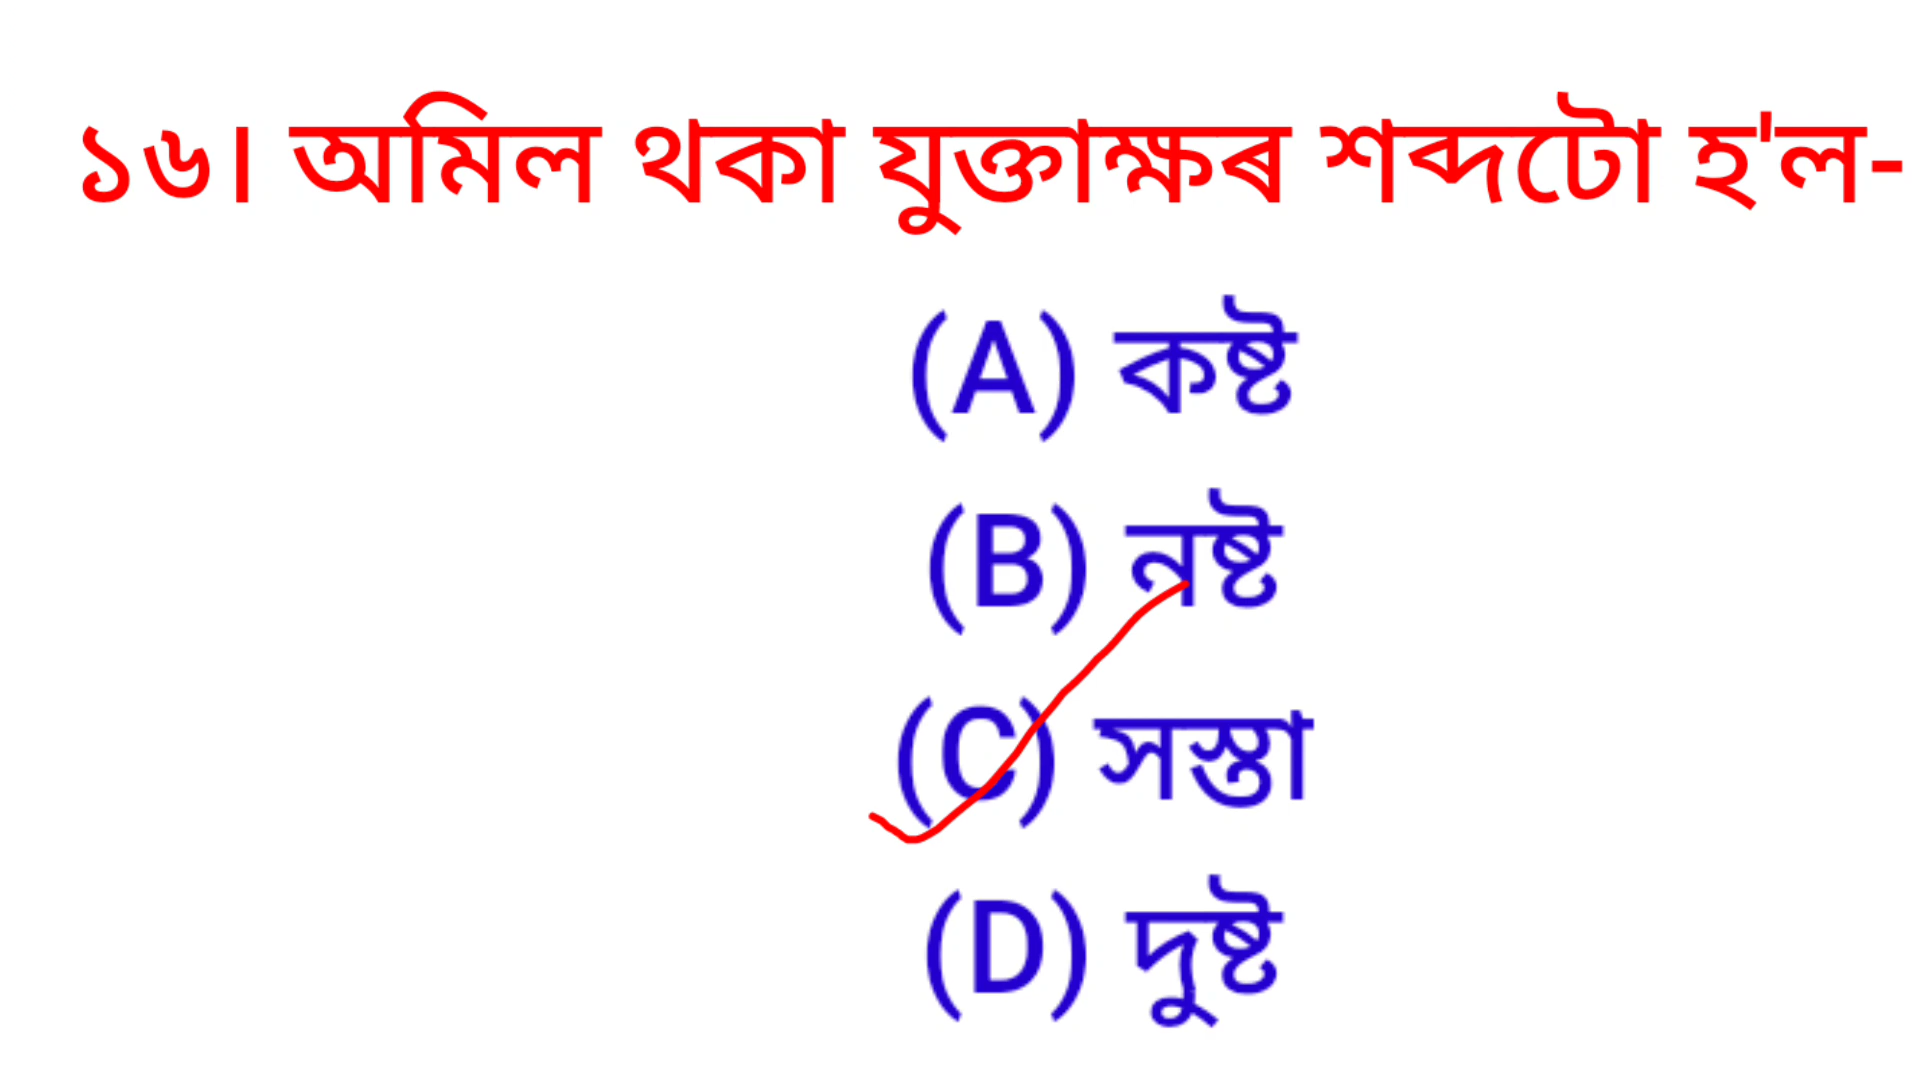 ১৬। অমিল থকা যুক্তাক্ষৰ শব্দটো হ'ল-
(A) কষ্ট
(B) নষ্ট
(C) সস্তা
(D) দুষ্ট